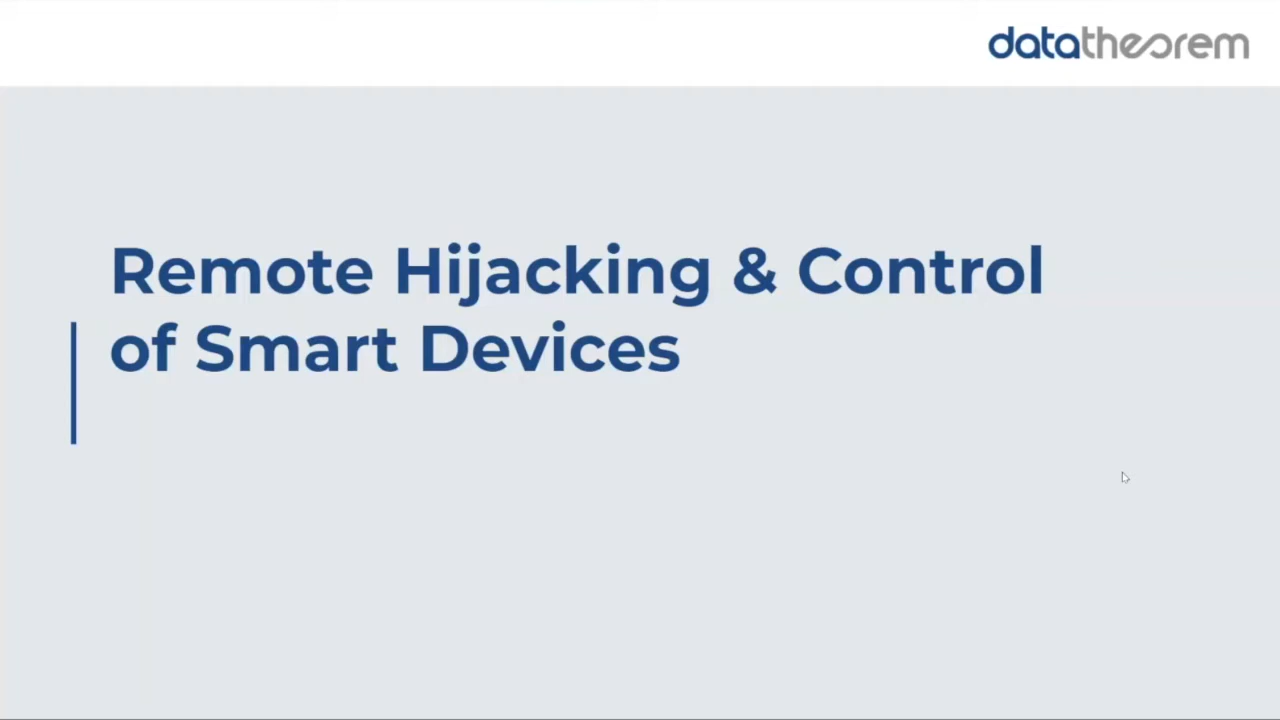 datatheorem
Remote Hijacking & Control
of Smart Devices